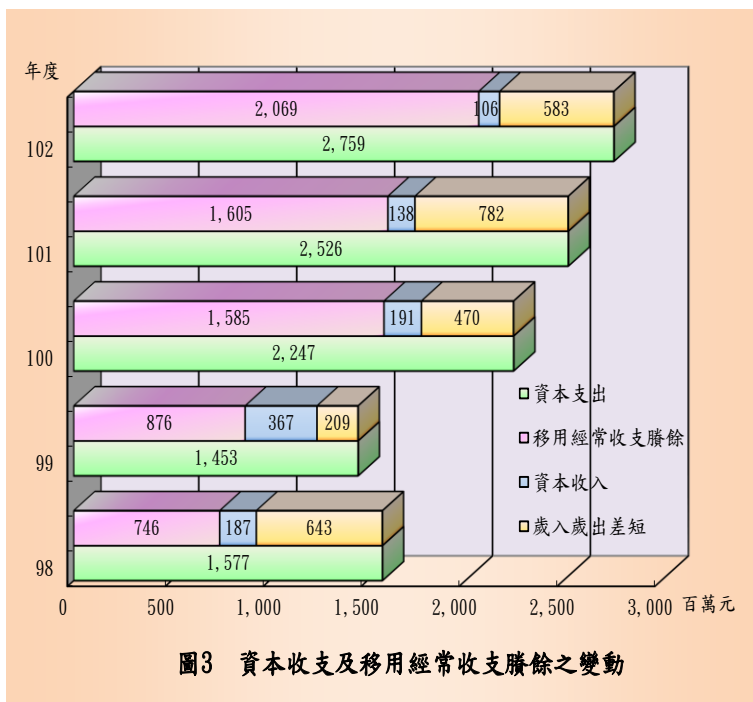 年度
102
2,069 106 583
2,759
101
1,605 138 782
2,526
100
1,585 191 470
2,247
99
876 367 209
1,453
98
746 187 643
1,577
資本支出
移用經常收支賸餘
資本收入
歲入歲出差短
0 500 1,000 1,500 2,000 2,500 3,000 百萬元
圖3 資本收支及移用經常收支賸餘之變動